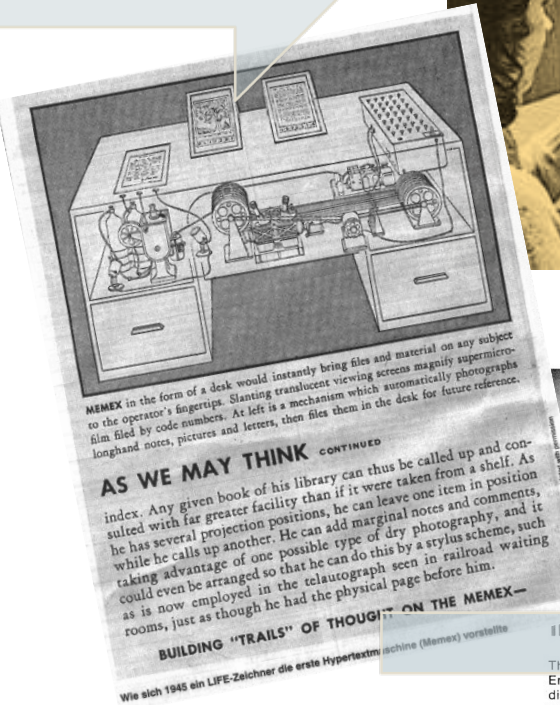 MEMEX in the form of a desk would instantly bring files and material on any subject
to the operator's fingertips. Slanting translucent viewing screens magnify supermicro-
film filed by code numbers. At left is a mechanism which automatically photographs
longhand notes, pictures and letters, then files them in the desk for future reference.
AS WE MAY THINK CONTINUED
index. Any given book of his library can thus be called up and con-
sulted with far greater facility than if it were taken from a shelf. As
he has several projection positions, he can leave one item in position
while he calls up another. He can add marginal notes and comments,
taking advantage of one possible type of dry photography, and it
could even be arranged so that he can do this by a stylus scheme, such
as is now employed in the telautograph seen in railroad waiting
rooms, just as though he had the physical page before him.
BUILDING "TRAILS" OF THOUGHT ON THE MEMEX—
Wie sich 1945 ein LIFE-Zeichner die erste Hypertextmaschine (Memex) vorstellte